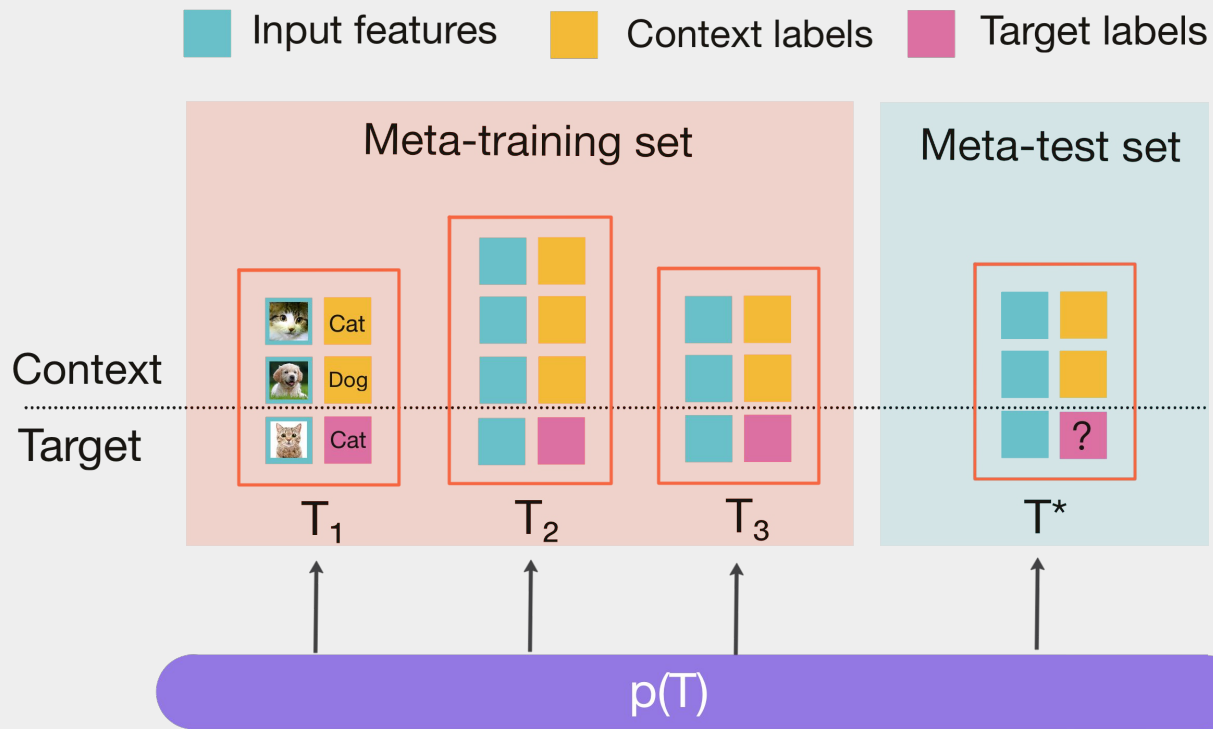 Input features
Context labels
Target labels
Meta-training set
Meta-test set
Cat
Context
Dog
Target
Cat
?
T₁
T₂
T₃
T*
p(T)